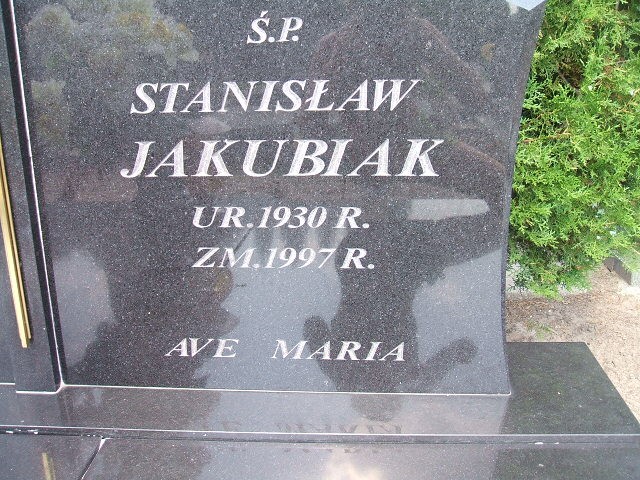 Ś.P.
STANISŁAW
JAKUBIAK
UR. 1930 R.
ZM. 1997 R.
AVE MARIA